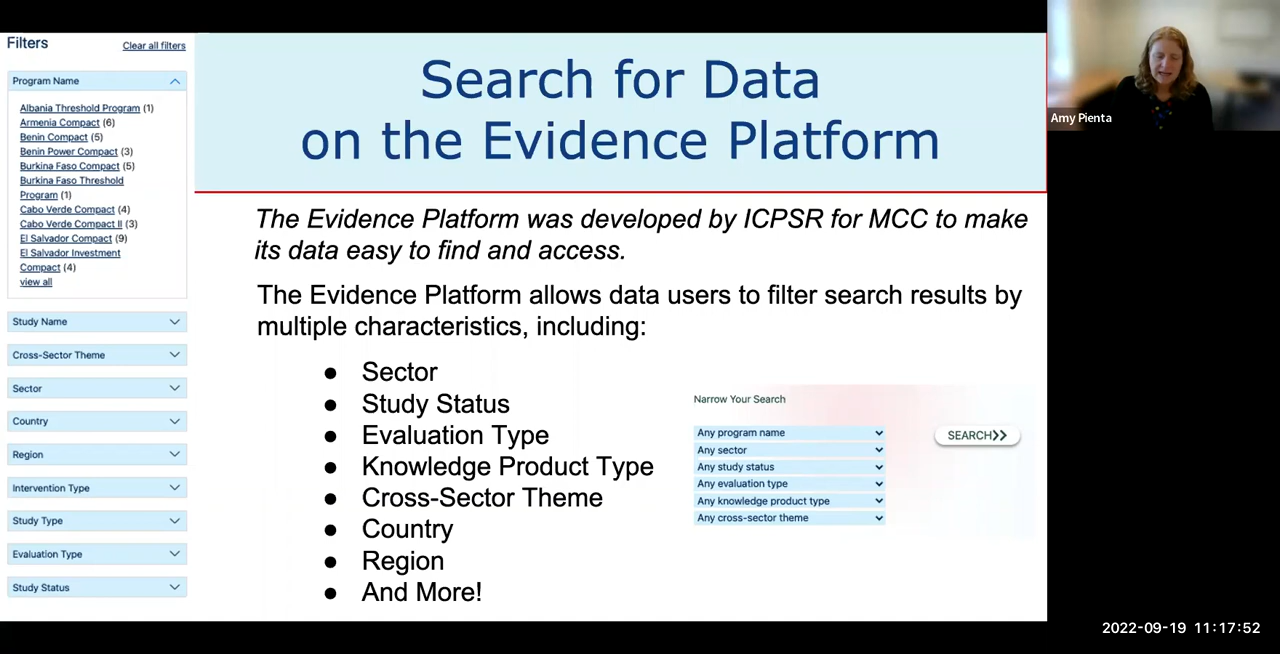 Filters
Clear all filters
Program Name
Albania Threshold Program (1)
Armenia Compact (6)
Benin Compact (5)
Benin Power Compact (3)
Burkina Faso Compact (5)
Burkina Faso Threshold
Program (1)
Cabo Verde Compact (4)
Cabo Verde Compact II (3)
El Salvador Compact (9)
El Salvador Investment
Compact (4)
view all
Study Name
Cross-Sector Theme
Sector
Country
Region
Intervention Type
Study Type
Evaluation Type
Study Status
Search for Data
on the Evidence Platform
The Evidence Platform was developed by ICPSR for MCC to make
its data easy to find and access.
The Evidence Platform allows data users to filter search results by
multiple characteristics, including:
● Sector
● Study Status
● Evaluation Type
● Knowledge Product Type
● Cross-Sector Theme
● Country
● Region
● And More!
Narrow Your Search
Any program name
Any sector
Any study status
Any evaluation type
Any knowledge product type
Any cross-sector theme
SEARCH
Amy Pienta
2022-09-19 11:17:52